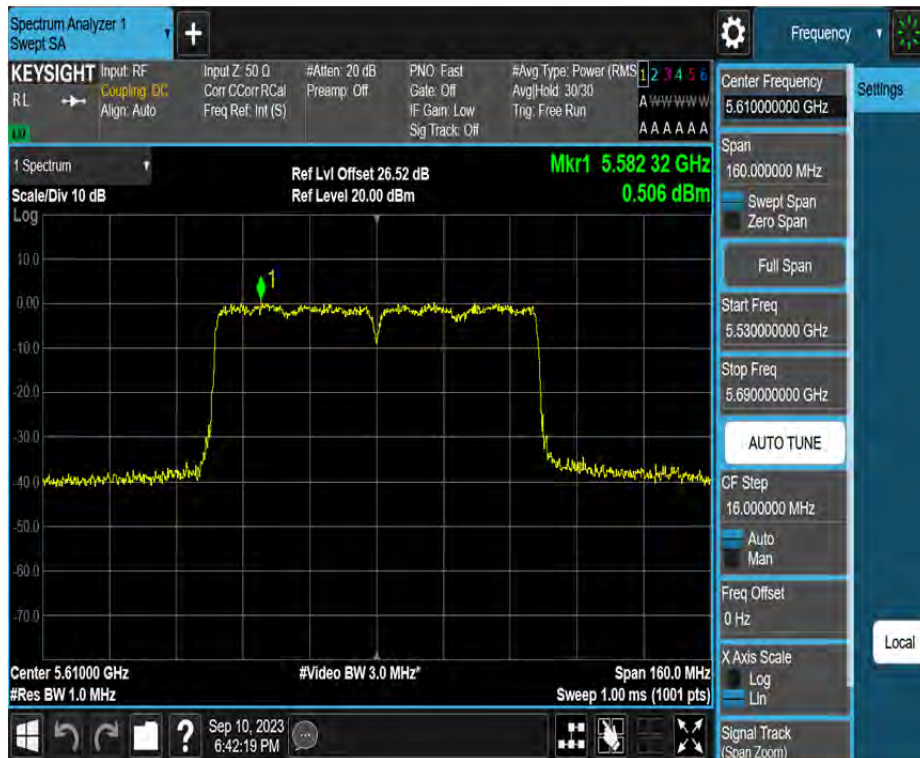 Spectrum Analyzer 1
Swept SA
Frequency
KEYSIGHT
RL
Input: RF
Coupling: DC
Align: Auto
Input Z: 50 Ω
Corr CCorr RCal
Freq Ref: Int (S)
#Atten: 20 dB
Preamp: Off
PNO: Fast
Gate: Off
IF Gain: Low
Sig Track: Off
#Avg Type: Power (RMS
Avg|Hold: 30/30
Trig: Free Run
1 2 3 4 5 6
A W W W W W
A A A A A A
1 Spectrum
Scale/Div 10 dB
Log
Ref Lvl Offset 26.52 dB
Ref Level 20.00 dBm
Mkr1 5.582 32 GHz
0.506 dBm
1
10.0
0.00
-10.0
-20.0
-30.0
-40.0
-50.0
-60.0
-70.0
Center 5.61000 GHz
#Res BW 1.0 MHz
#Video BW 3.0 MHz*
Span 160.0 MHz
Sweep 1.00 ms (1001 pts)
Sep 10, 2023
6:42:19 PM
?
Center Frequency
5.610000000 GHz
Span
160.000000 MHz
Swept Span
Zero Span
Full Span
Start Freq
5.530000000 GHz
Stop Freq
5.690000000 GHz
AUTO TUNE
CF Step
16.000000 MHz
Auto
Man
Freq Offset
0 Hz
X Axis Scale
Log
Lin
Signal Track
(Span Zoom)
Settings
Local